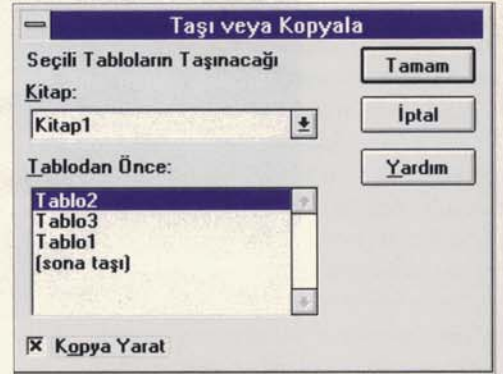 Taşı veya Kopyala
Seçili Tabloların Taşınacağı
Kitap:
Kitap1
Tablodan Önce:
Tablo2
Tablo3
Tablo1
(sona taşı)
Kopya Yarat
Tamam
İptal
Yardım